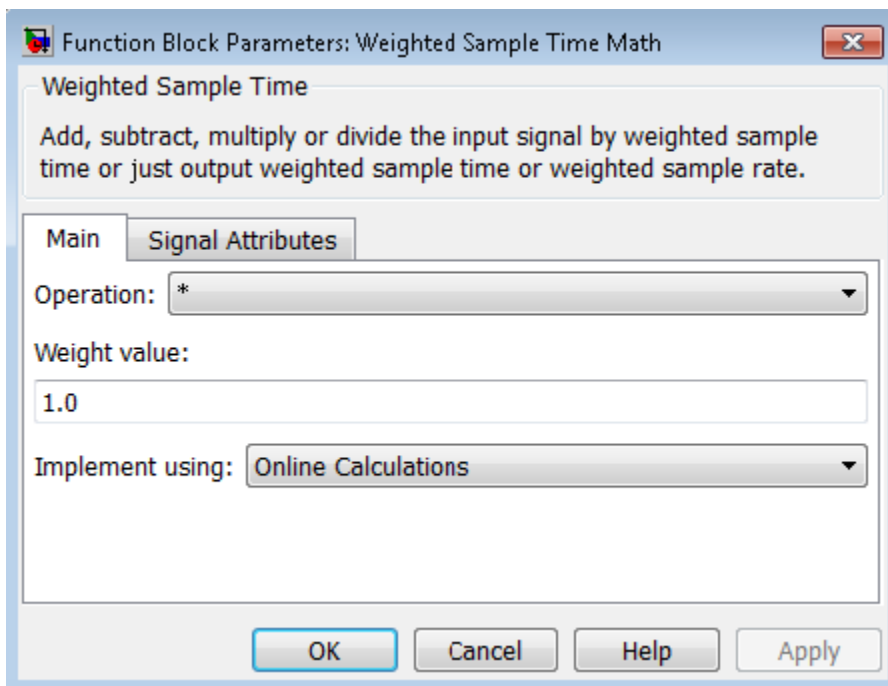 Function Block Parameters: Weighted Sample Time Math
Weighted Sample Time
Add, subtract, multiply or divide the input signal by weighted sample
time or just output weighted sample time or weighted sample rate.
Main Signal Attributes
Operation: *
Weight value:
1.0
Implement using: Online Calculations
OK Cancel Help Apply